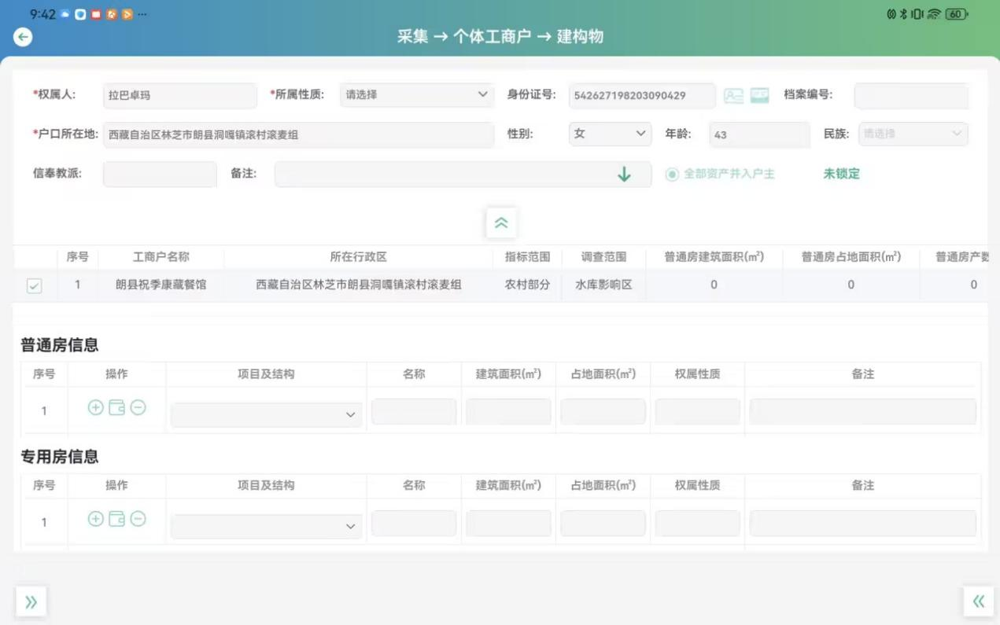 9:42 ··· 60
采集 → 个体工商户 → 建构物
*权属人: 拉巴卓玛 *所属性质: 请选择 身份证号: 542627198203090429 档案编号:
*户口所在地: 西藏自治区林芝市朗县洞嘎镇滚村滚麦组 性别: 女 年龄: 43 民族: 请选择
信奉教派: 备注: 全部资产并入户主 未锁定
序号 工商户名称 所在行政区 指标范围 调查范围 普通房建筑面积(㎡) 普通房占地面积(㎡) 普通房产数
1 朗县祝季康藏餐馆 西藏自治区林芝市朗县洞嘎镇滚村滚麦组 农村部分 水库影响区 0 0 0
普通房信息
序号 操作 项目及结构 名称 建筑面积(㎡) 占地面积(㎡) 权属性质 备注
1
专用房信息
序号 操作 项目及结构 名称 建筑面积(㎡) 占地面积(㎡) 权属性质 备注
1